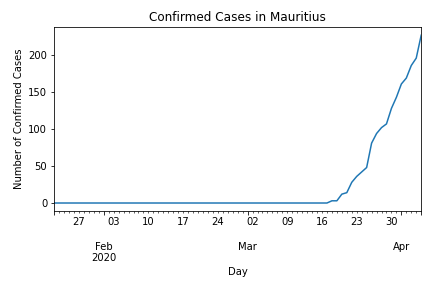 Confirmed Cases in Mauritius
Number of Confirmed Cases
200
150
100
50
0
27 03 10 17 24 02 09 16 23 30
Feb Mar Apr
2020
Day